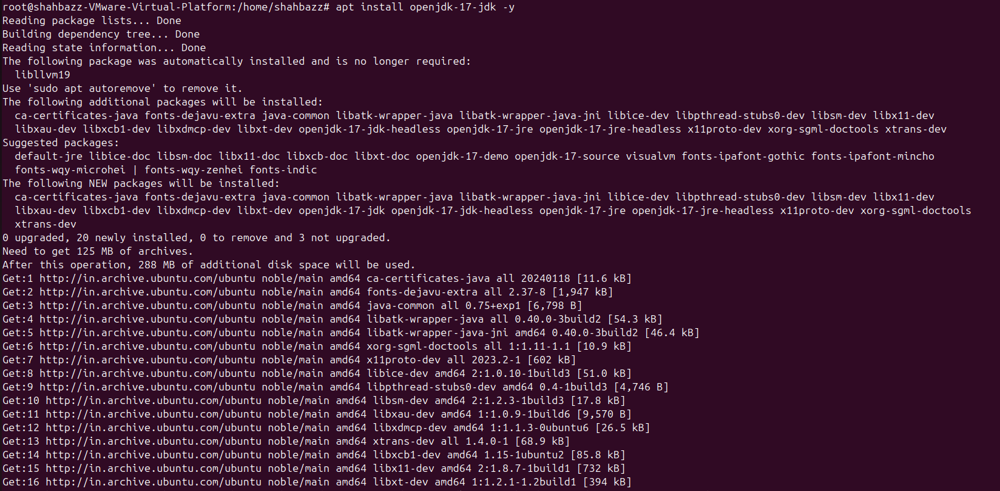 root@shahbazz-VMware-Virtual-Platform:/home/shahbazz# apt install openjdk-17-jdk -y
Reading package lists... Done
Building dependency tree... Done
Reading state information... Done
The following package was automatically installed and is no longer required:
  libllvm19
Use 'sudo apt autoremove' to remove it.
The following additional packages will be installed:
  ca-certificates-java fonts-dejavu-extra java-common libatk-wrapper-java libatk-wrapper-java-jni libice-dev libpthread-stubs0-dev libsm-dev libx11-dev
  libxau-dev libxcb1-dev libxdmcp-dev libxt-dev openjdk-17-jdk-headless openjdk-17-jre openjdk-17-jre-headless x11proto-dev xorg-sgml-doctools xtrans-dev
Suggested packages:
  default-jre libice-doc libsm-doc libx11-doc libxcb-doc libxt-doc openjdk-17-demo openjdk-17-source visualvm fonts-ipafont-gothic fonts-ipafont-mincho
  fonts-wqy-microhei | fonts-wqy-zenhei fonts-indic
The following NEW packages will be installed:
  ca-certificates-java fonts-dejavu-extra java-common libatk-wrapper-java libatk-wrapper-java-jni libice-dev libpthread-stubs0-dev libsm-dev libx11-dev
  libxau-dev libxcb1-dev libxdmcp-dev libxt-dev openjdk-17-jdk openjdk-17-jdk-headless openjdk-17-jre openjdk-17-jre-headless x11proto-dev xorg-sgml-doctools
  xtrans-dev
0 upgraded, 20 newly installed, 0 to remove and 3 not upgraded.
Need to get 125 MB of archives.
After this operation, 288 MB of additional disk space will be used.
Get:1 http://in.archive.ubuntu.com/ubuntu noble/main amd64 ca-certificates-java all 20240118 [11.6 kB]
Get:2 http://in.archive.ubuntu.com/ubuntu noble/main amd64 fonts-dejavu-extra all 2.37-8 [1,947 kB]
Get:3 http://in.archive.ubuntu.com/ubuntu noble/main amd64 java-common all 0.75+exp1 [6,798 B]
Get:4 http://in.archive.ubuntu.com/ubuntu noble/main amd64 libatk-wrapper-java all 0.40.0-3build2 [54.3 kB]
Get:5 http://in.archive.ubuntu.com/ubuntu noble/main amd64 libatk-wrapper-java-jni amd64 0.40.0-3build2 [46.4 kB]
Get:6 http://in.archive.ubuntu.com/ubuntu noble/main amd64 xorg-sgml-doctools all 1:1.11-1.1 [10.9 kB]
Get:7 http://in.archive.ubuntu.com/ubuntu noble/main amd64 x11proto-dev all 2023.2-1 [602 kB]
Get:8 http://in.archive.ubuntu.com/ubuntu noble/main amd64 libice-dev amd64 2:1.0.10-1build3 [51.0 kB]
Get:9 http://in.archive.ubuntu.com/ubuntu noble/main amd64 libpthread-stubs0-dev amd64 0.4-1build3 [4,746 B]
Get:10 http://in.archive.ubuntu.com/ubuntu noble/main amd64 libsm-dev amd64 2:1.2.3-1build3 [17.8 kB]
Get:11 http://in.archive.ubuntu.com/ubuntu noble/main amd64 libxau-dev amd64 1:1.0.9-1build6 [9,570 B]
Get:12 http://in.archive.ubuntu.com/ubuntu noble/main amd64 libxdmcp-dev amd64 1:1.1.3-0ubuntu6 [26.5 kB]
Get:13 http://in.archive.ubuntu.com/ubuntu noble/main amd64 xtrans-dev all 1.4.0-1 [68.9 kB]
Get:14 http://in.archive.ubuntu.com/ubuntu noble/main amd64 libxcb1-dev amd64 1.15-1ubuntu2 [85.8 kB]
Get:15 http://in.archive.ubuntu.com/ubuntu noble/main amd64 libx11-dev amd64 2:1.8.7-1build1 [732 kB]
Get:16 http://in.archive.ubuntu.com/ubuntu noble/main amd64 libxt-dev amd64 1:1.2.1-1.2build1 [394 kB]